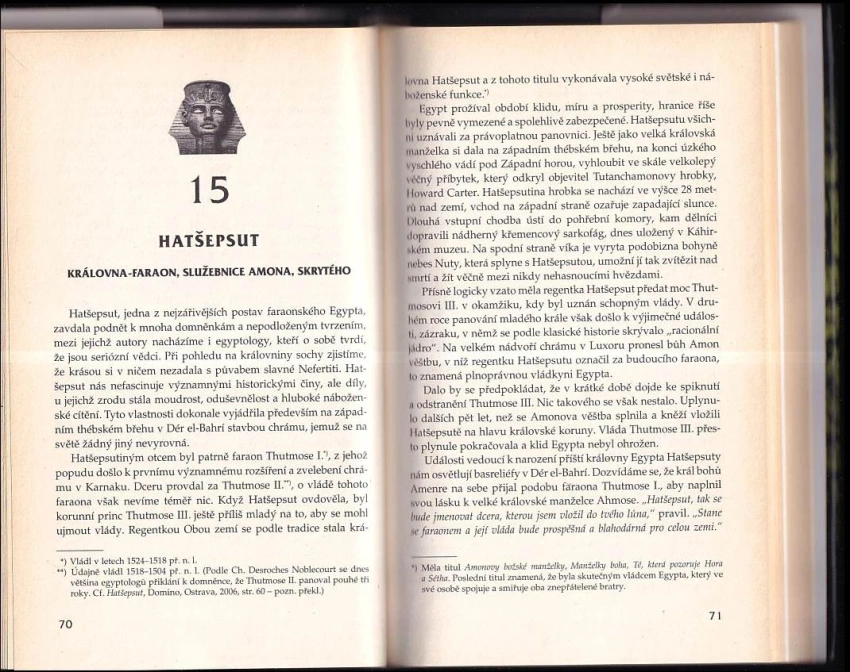 15
HATŠEPSUT
KRÁLOVNA-FARAON, SLUŽEBNICE AMONA, SKRYTÉHO
Hatšepsut, jedna z nejzářivějších postav faraonského Egypta,
zavdala podnět k mnoha domněnkám a nepodloženým tvrzením,
mezi jejichž autory nacházíme i egyptology, kteří o sobě tvrdí,
že jsou seriózní vědci. Při pohledu na královniny sochy zjistíme,
že krásou si v ničem nezadala s půvabem slavné Nefertiti. Hat-
šepsut nás nefascinuje významnými historickými činy, ale díly,
u jejichž zrodu stála moudrost, oduševnělost a hluboké nábožen-
ské cítění. Tyto vlastnosti dokonale vyjádřila především na západ-
ním thébském břehu v Dér el-Bahrí stavbou chrámu, jemuž se na
světě žádný jiný nevyrovná.
Hatšepsutiným otcem byl patrně faraon Thutmose I.*), z jehož
popudu došlo k prvnímu významnému rozšíření a zvelebení chrá-
mu v Karnaku. Dceru provdal za Thutmose II.**), o vládě tohoto
faraona však nevíme téměř nic. Když Hatšepsut ovdověla, byl
korunní princ Thutmose III. ještě příliš mladý na to, aby se mohl
ujmout vlády. Regentkou Obou zemí se podle tradice stala krá-
*) Vládl v letech 1524–1518 př. n. l.
**) Údajně vládl 1518–1504 př. n. l. (Podle Ch. Desroches Noblecourt se dnes
většina egyptologů přiklání k domněnce, že Thutmose II. panoval pouhé tři
roky. Cf. Hatšepsut, Domino, Ostrava, 2006, str. 60 – pozn. překl.)
70
lovna Hatšepsut a z tohoto titulu vykonávala vysoké světské i ná-
boženské funkce.*)
Egypt prožíval období klidu, míru a prosperity, hranice říše
byly pevně vymezené a spolehlivě zabezpečené. Hatšepsutu všich-
ni uznávali za právoplatnou panovnici. Ještě jako velká královská
manželka si dala na západním thébském břehu, na konci úzkého
vyschlého vádí pod Západní horou, vyhloubit ve skále velkolepý
věčný příbytek, který odkryl objevitel Tutanchamonovy hrobky,
Howard Carter. Hatšepsutina hrobka se nachází ve výšce 28 met-
rů nad zemí, vchod na západní straně ozařuje zapadající slunce.
Dlouhá vstupní chodba ústí do pohřební komory, kam dělníci
dopravili nádherný křemencový sarkofág, dnes uložený v Káhir-
ském muzeu. Na spodní straně víka je vyryta podobizna bohyně
nebes Nuty, která splyne s Hatšepsutou, umožní jí tak zvítězit nad
smrtí a žít věčně mezi nikdy nehasnoucími hvězdami.
Přísně logicky vzato měla regentka Hatšepsut předat moc Thut-
mosovi III. v okamžiku, kdy byl uznán schopným vlády. V dru-
hém roce panování mladého krále však došlo k výjimečné událos-
ti, zázraku, v němž se podle klasické historie skrývalo „racionální
jádro“. Na velkém nádvoří chrámu v Luxoru pronesl bůh Amon
věštbu, v níž regentku Hatšepsutu označil za budoucího faraona,
to znamená plnoprávnou vládkyni Egypta.
Dalo by se předpokládat, že v krátké době dojde ke spiknutí
a odstranění Thutmose III. Nic takového se však nestalo. Uplynu-
lo dalších pět let, než se Amonova věštba splnila a kněží vložili
Hatšepsutě na hlavu královské koruny. Vláda Thutmose III. přes-
to plynule pokračovala a klid Egypta nebyl ohrožen.
Události vedoucí k narození příští královny Egypta Hatšepsuty
nám osvětlují basreliéfy v Dér el-Bahrí. Dozvídáme se, že král bohů
Amenre na sebe přijal podobu faraona Thutmose I., aby naplnil
svou lásku k velké královské manželce Ahmose. „Hatšepsut, tak se
bude jmenovat dcera, kterou jsem vložil do tvého lůna,“ pravil. „Stane
se faraonem a její vláda bude prospěšná a blahodárná pro celou zemi.“
*) Měla titul Amonovy božské manželky, Manželky boha, Té, která pozoruje Hora
a Sétha. Poslední titul znamená, že byla skutečným vládcem Egypta, který ve
své osobě spojuje a smiřuje oba znepřátelené bratry.
71